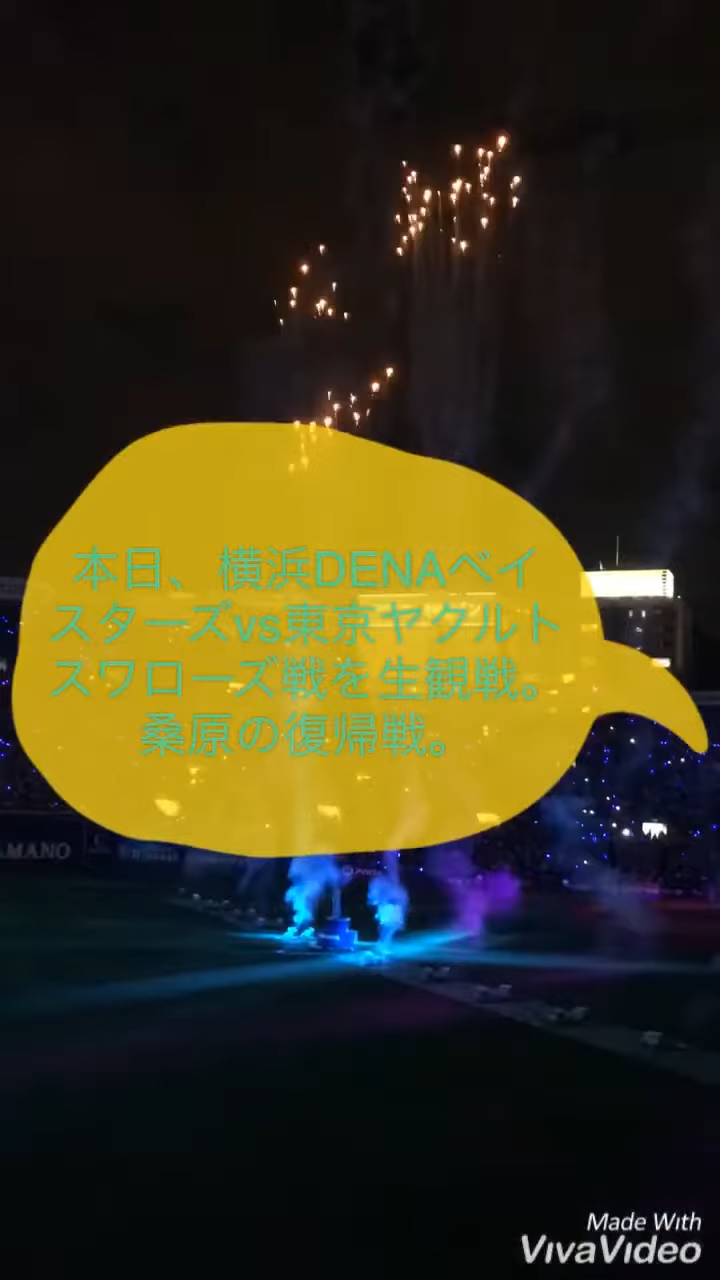 本日、横浜DENAベイ
スターズvs東京ヤクルト
スワローズ戦を生観戦。
桑原の復帰戦。
AMANO
Made With
VivaVideo